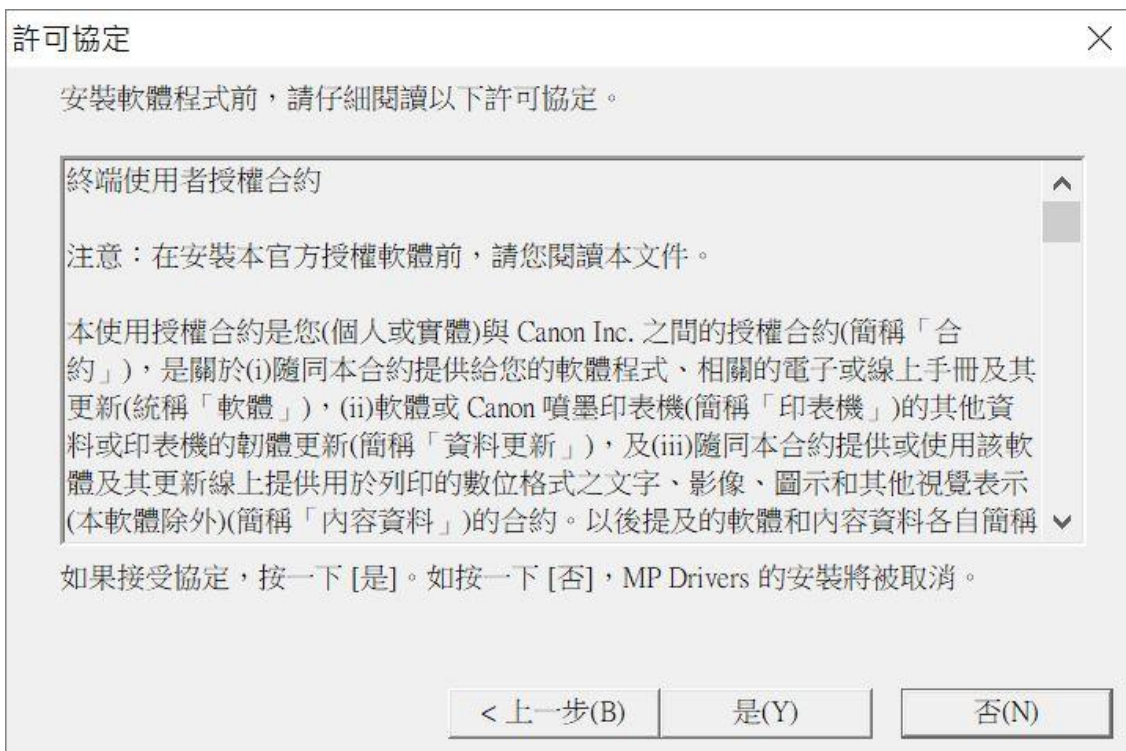 許可協定
安裝軟體程式前，請仔細閱讀以下許可協定。
終端使用者授權合約
注意：在安裝本官方授權軟體前，請您閱讀本文件。
本使用授權合約是您(個人或實體)與 Canon Inc. 之間的授權合約(簡稱「合
約」)，是關於(i)隨同本合約提供給您的軟體程式、相關的電子或線上手冊及其
更新(統稱「軟體」)，(ii)軟體或 Canon 噴墨印表機(簡稱「印表機」)的其他資
料或印表機的韌體更新(簡稱「資料更新」)，及(iii)隨同本合約提供或使用該軟
體及其更新線上提供用於列印的數位格式之文字、影像、圖示和其他視覺表示
(本軟體除外)(簡稱「內容資料」)的合約。以後提及的軟體和內容資料各自簡稱
如果接受協定，按一下 [是]。如按一下 [否]，MP Drivers 的安裝將被取消。
< 上一步(B) 是(Y) 否(N)